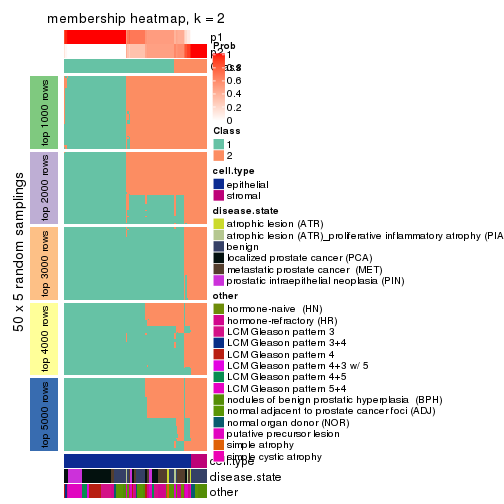 membership heatmap, k = 2
p1
p2
Class
50 x 5 random samplings
top 1000 rows
top 2000 rows
top 3000 rows
top 4000 rows
top 5000 rows
Prob
1
0.8
0.6
0.4
0.2
0
Class
1
2
cell.type
epithelial
stromal
disease.state
atrophic lesion (ATR)
atrophic lesion (ATR)_proliferative inflammatory atrophy (PIA
benign
localized prostate cancer (PCA)
metastatic prostate cancer (MET)
prostatic intraepithelial neoplasia (PIN)
other
hormone-naive (HN)
hormone-refractory (HR)
LCM Gleason pattern 3
LCM Gleason pattern 3+4
LCM Gleason pattern 4
LCM Gleason pattern 4+3 w/ 5
LCM Gleason pattern 4+5
LCM Gleason pattern 5+4
nodules of benign prostatic hyperplasia (BPH)
normal adjacent to prostate cancer foci (ADJ)
normal organ donor (NOR)
putative precursor lesion
simple atrophy
simple cystic atrophy
cell.type
disease.state
other